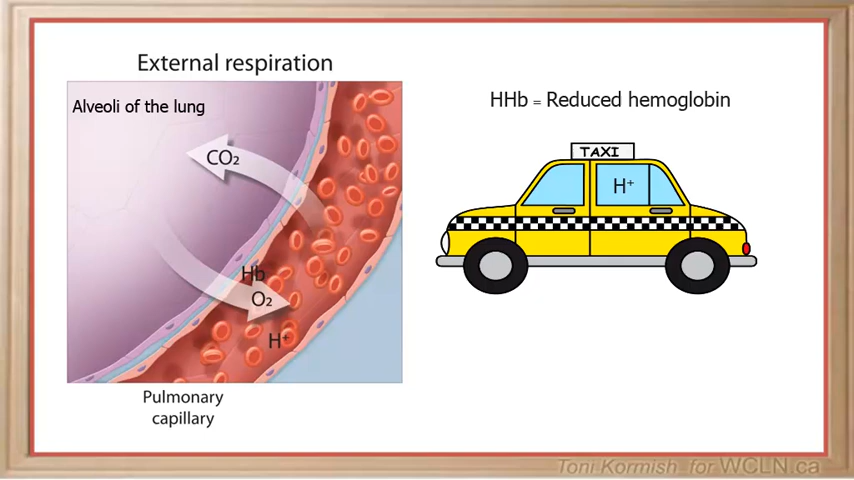 External respiration
Alveoli of the lung
CO₂
Hb
O₂
H⁺
Pulmonary
capillary
HHb = Reduced hemoglobin
TAXI
H⁺
Toni Kormish for WCLN.ca